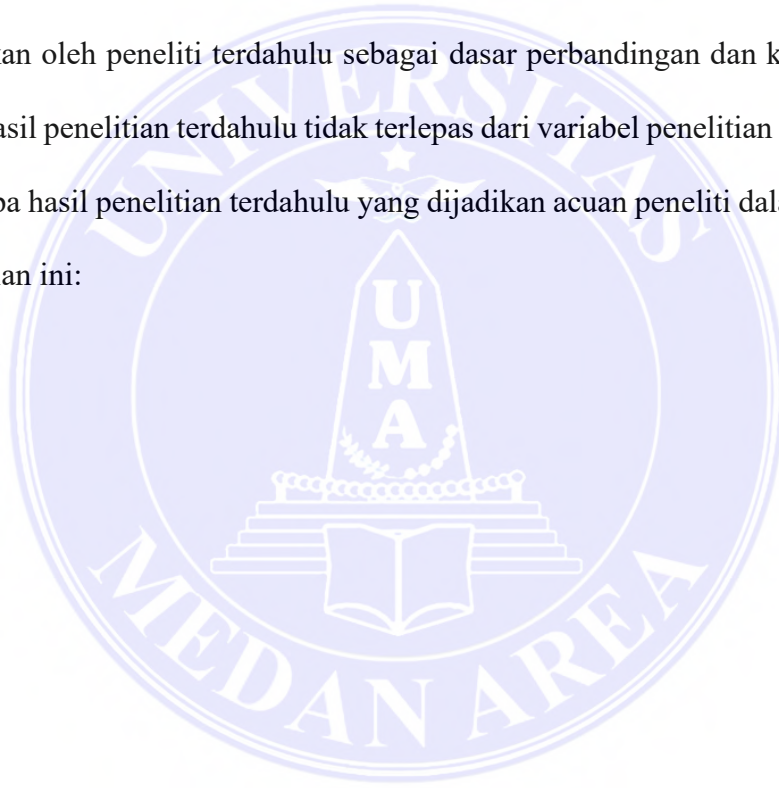 kan oleh peneliti terdahulu sebagai dasar perbandingan dan k
asil penelitian terdahulu tidak terlepas dari variabel penelitian
pa hasil penelitian terdahulu yang dijadikan acuan peneliti dal
an ini:
UNIVERSITAS
U
M
A
MEDAN AREA